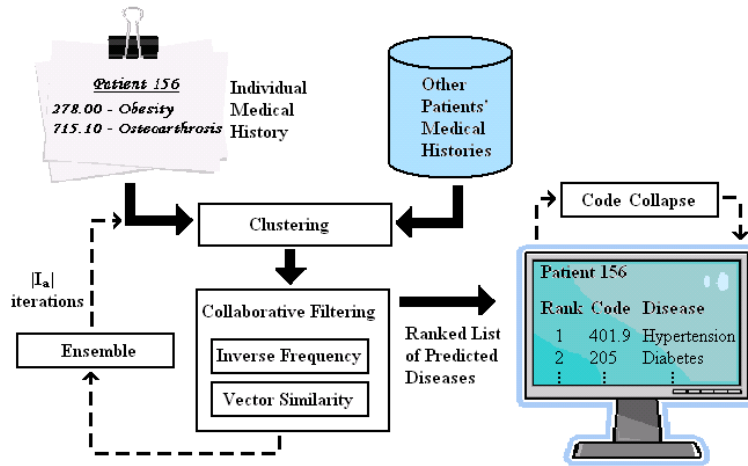 Patient 156
278.00 - Obesity
715.10 - Osteoarthrosis
Individual
Medical
History
Other
Patients'
Medical
Histories
Code Collapse
Clustering
|Ia|
iterations
Ensemble
Collaborative Filtering
Inverse Frequency
Vector Similarity
Ranked List
of Predicted
Diseases
Patient 156
Rank Code Disease
1 401.9 Hypertension
2 205 Diabetes
⋮ ⋮ ⋮